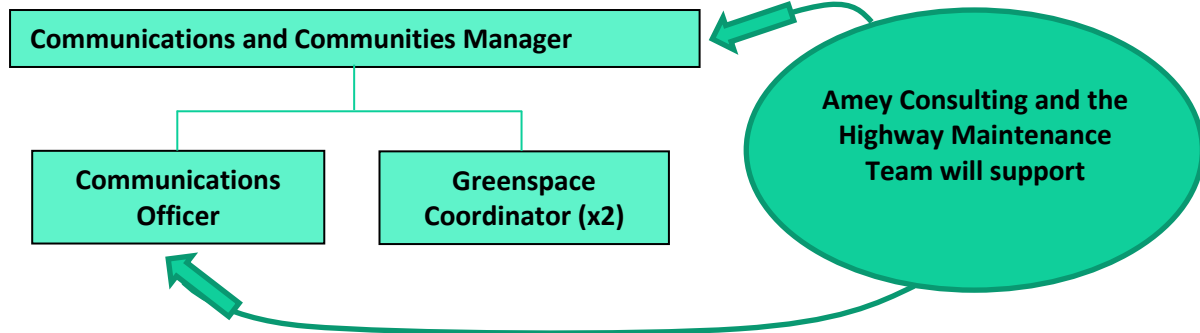 Communications and Communities Manager
Amey Consulting and the
Highway Maintenance
Team will support
Communications
Officer
Greenspace
Coordinator (x2)